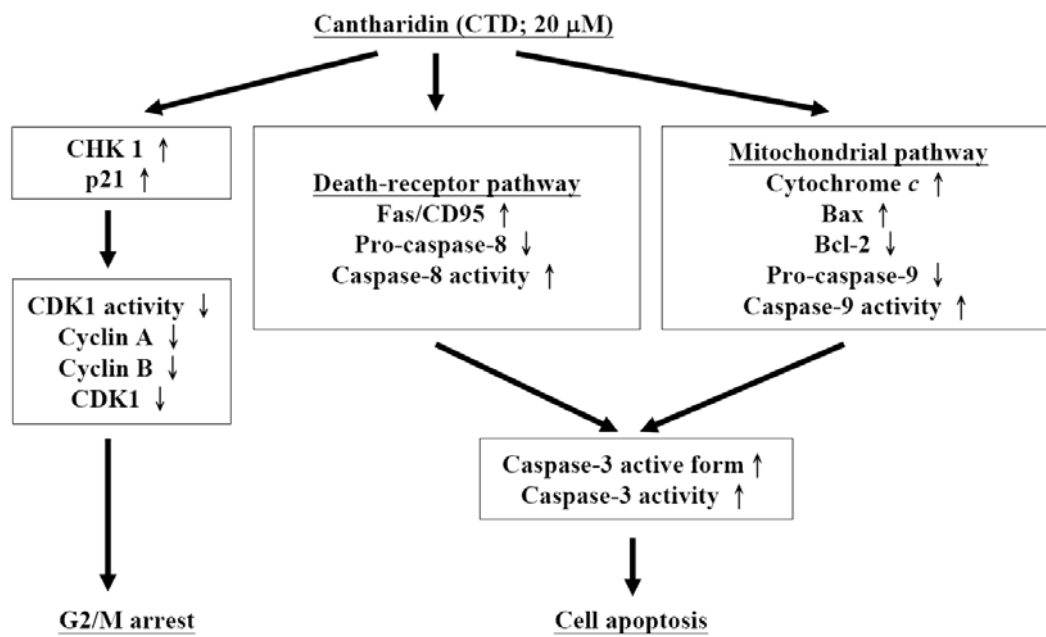 Cantharidin (CTD; 20 μM)
CHK 1 ↑
p21 ↑
CDK1 activity ↓
Cyclin A ↓
Cyclin B ↓
CDK1 ↓
G2/M arrest
Death-receptor pathway
Fas/CD95 ↑
Pro-caspase-8 ↓
Caspase-8 activity ↑
Mitochondrial pathway
Cytochrome c ↑
Bax ↑
Bcl-2 ↓
Pro-caspase-9 ↓
Caspase-9 activity ↑
Caspase-3 active form ↑
Caspase-3 activity ↑
Cell apoptosis